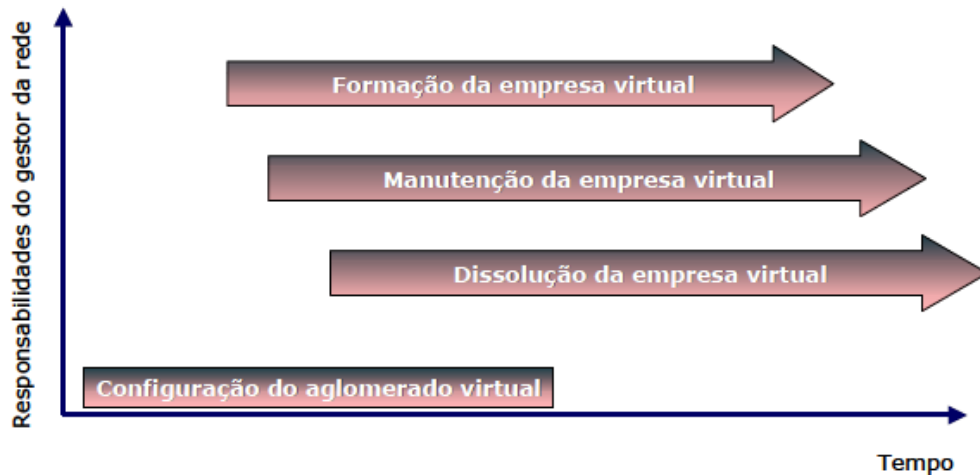 Responsabilidades do gestor da rede
Formação da empresa virtual
Manutenção da empresa virtual
Dissolução da empresa virtual
Configuração do aglomerado virtual
Tempo